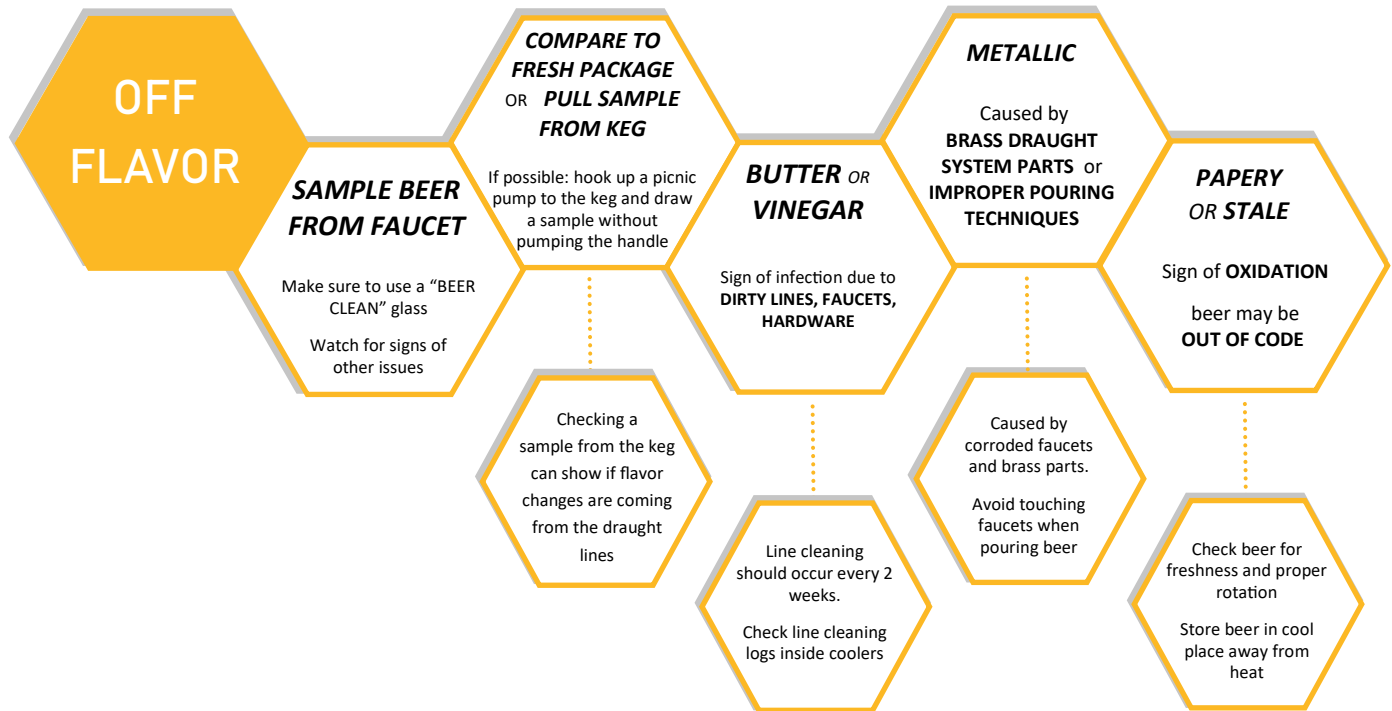 OFF
FLAVOR
SAMPLE BEER
FROM FAUCET
Make sure to use a “BEER
CLEAN” glass
Watch for signs of
other issues
COMPARE TO
FRESH PACKAGE
OR PULL SAMPLE
FROM KEG
If possible: hook up a picnic
pump to the keg and draw
a sample without
pumping the handle
Checking a
sample from the keg
can show if flavor
changes are coming
from the draught
lines
BUTTER OR
VINEGAR
Sign of infection due to
DIRTY LINES, FAUCETS,
HARDWARE
Line cleaning
should occur every 2
weeks.
Check line cleaning
logs inside coolers
METALLIC
Caused by
BRASS DRAUGHT
SYSTEM PARTS or
IMPROPER POURING
TECHNIQUES
Caused by
corroded faucets
and brass parts.
Avoid touching
faucets when
pouring beer
PAPERY
OR STALE
Sign of OXIDATION
beer may be
OUT OF CODE
Check beer for
freshness and proper
rotation
Store beer in cool
place away from
heat